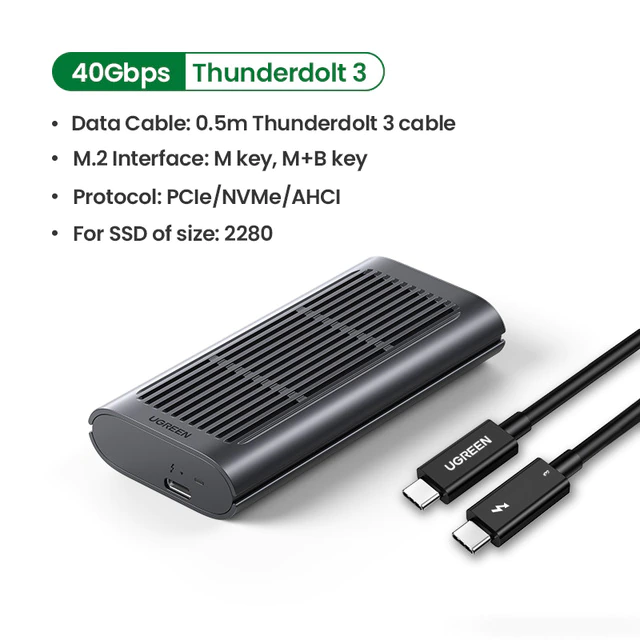 40Gbps Thunderdolt 3
• Data Cable: 0.5m Thunderdolt 3 cable
• M.2 Interface: M key, M+B key
• Protocol: PCIe/NVMe/AHCI
• For SSD of size: 2280
UGREEN
UGREEN
3